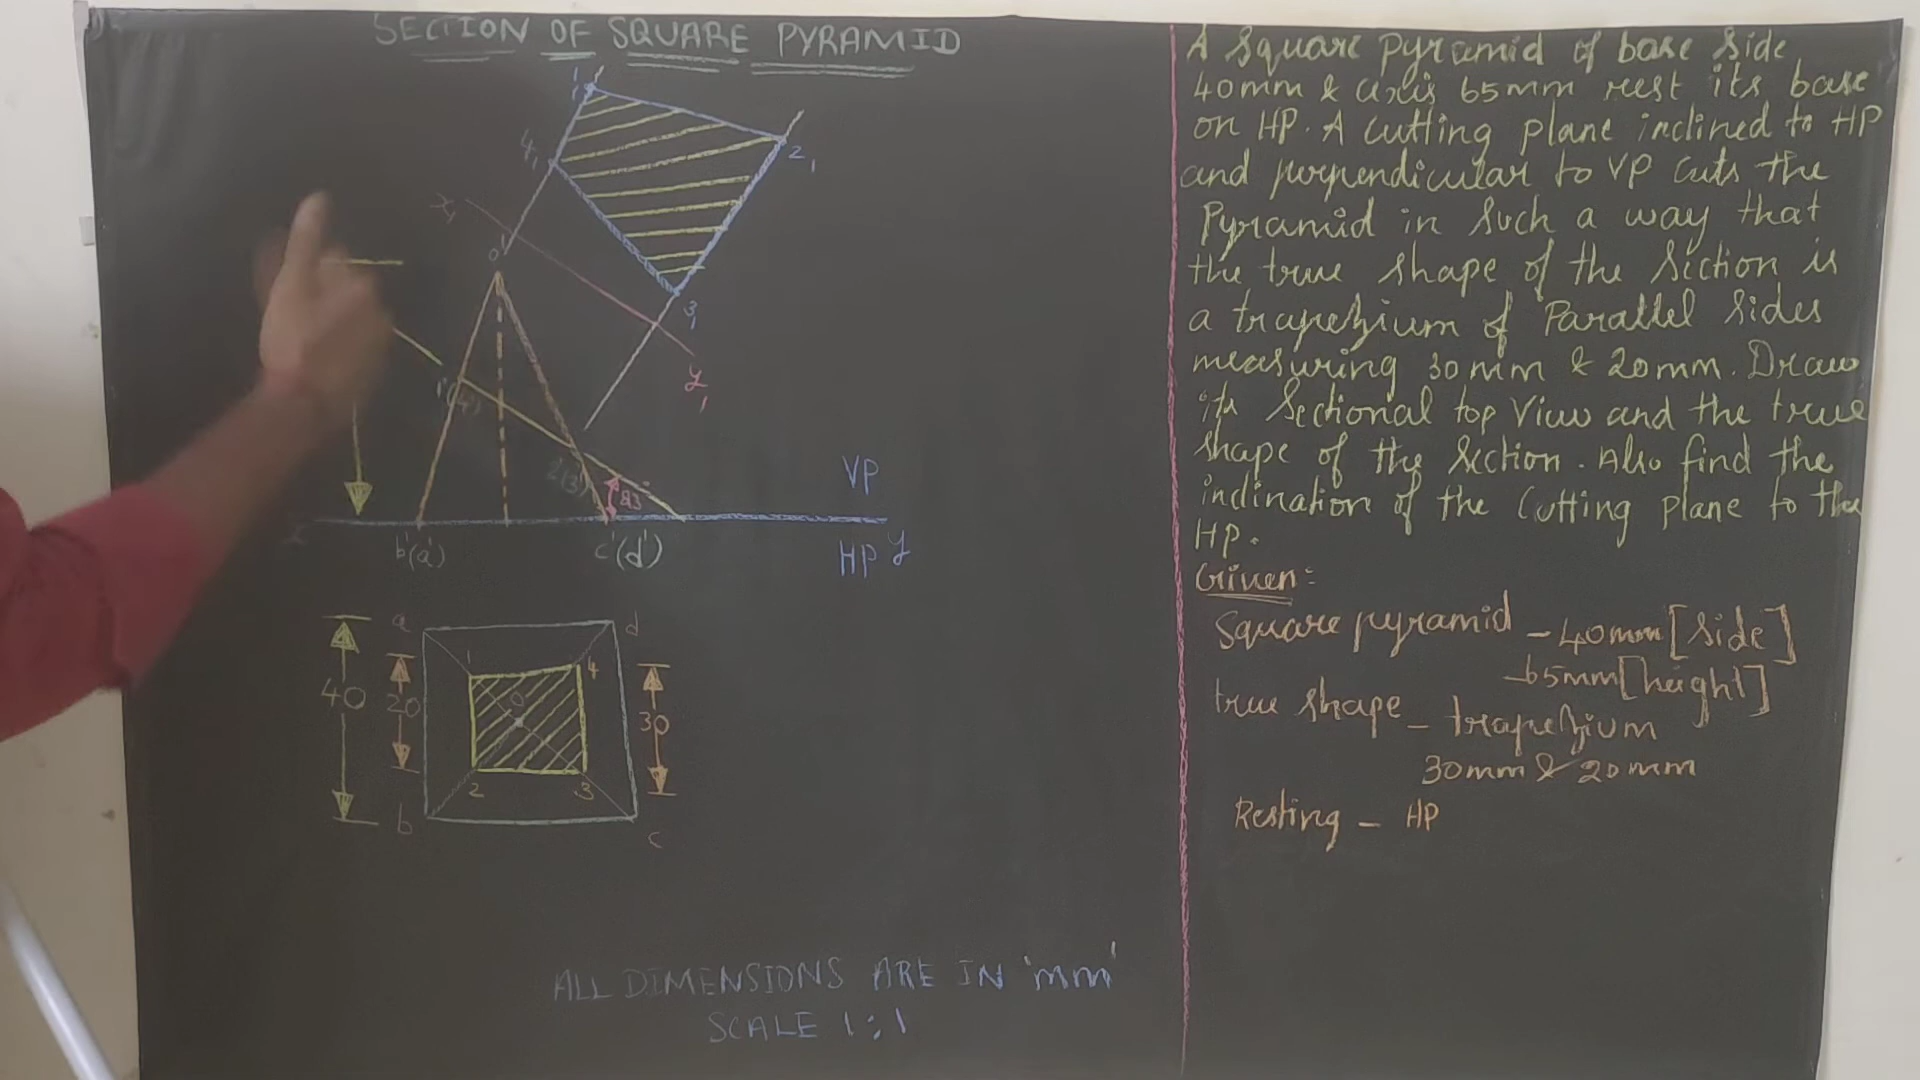 SECTION OF SQUARE PYRAMID
1'
1
4₁
2₁
3₁
x₁
y₁
o'
1'(4')
2'(3')
83°
VP
x
HP y
b'(a')
c'(d')
a
d
1
4
40
20
o
30
2
3
b
c
ALL DIMENSIONS ARE IN 'mm'
SCALE 1:1
A Square Pyramid of base Side
40mm & axis 65mm rest its base
on HP. A Cutting plane inclined to HP
and perpendicular to VP Cuts the
Pyramid in Such a way that
the true shape of the Section is
a trapezium of Parallel Sides
measuring 30mm & 20mm. Draw
its Sectional top View and the true
shape of the Section. Also find the
inclination of the Cutting plane to the
HP.
Given:
Square pyramid - 40mm [Side]
- 65mm [height]
true shape - trapezium
30mm & 20mm
Resting - HP